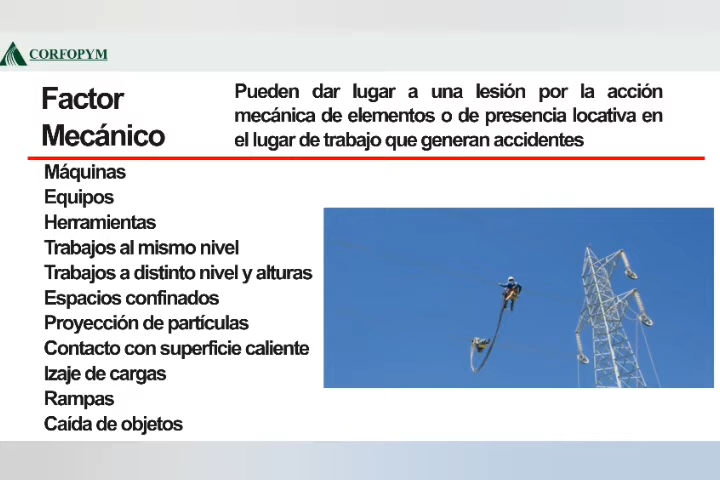 CORFOPYM
Factor
Mecánico
Pueden dar lugar a una lesión por la acción
mecánica de elementos o de presencia locativa en
el lugar de trabajo que generan accidentes
Máquinas
Equipos
Herramientas
Trabajos al mismo nivel
Trabajos a distinto nivel y alturas
Espacios confinados
Proyección de partículas
Contacto con superficie caliente
Izaje de cargas
Rampas
Caída de objetos